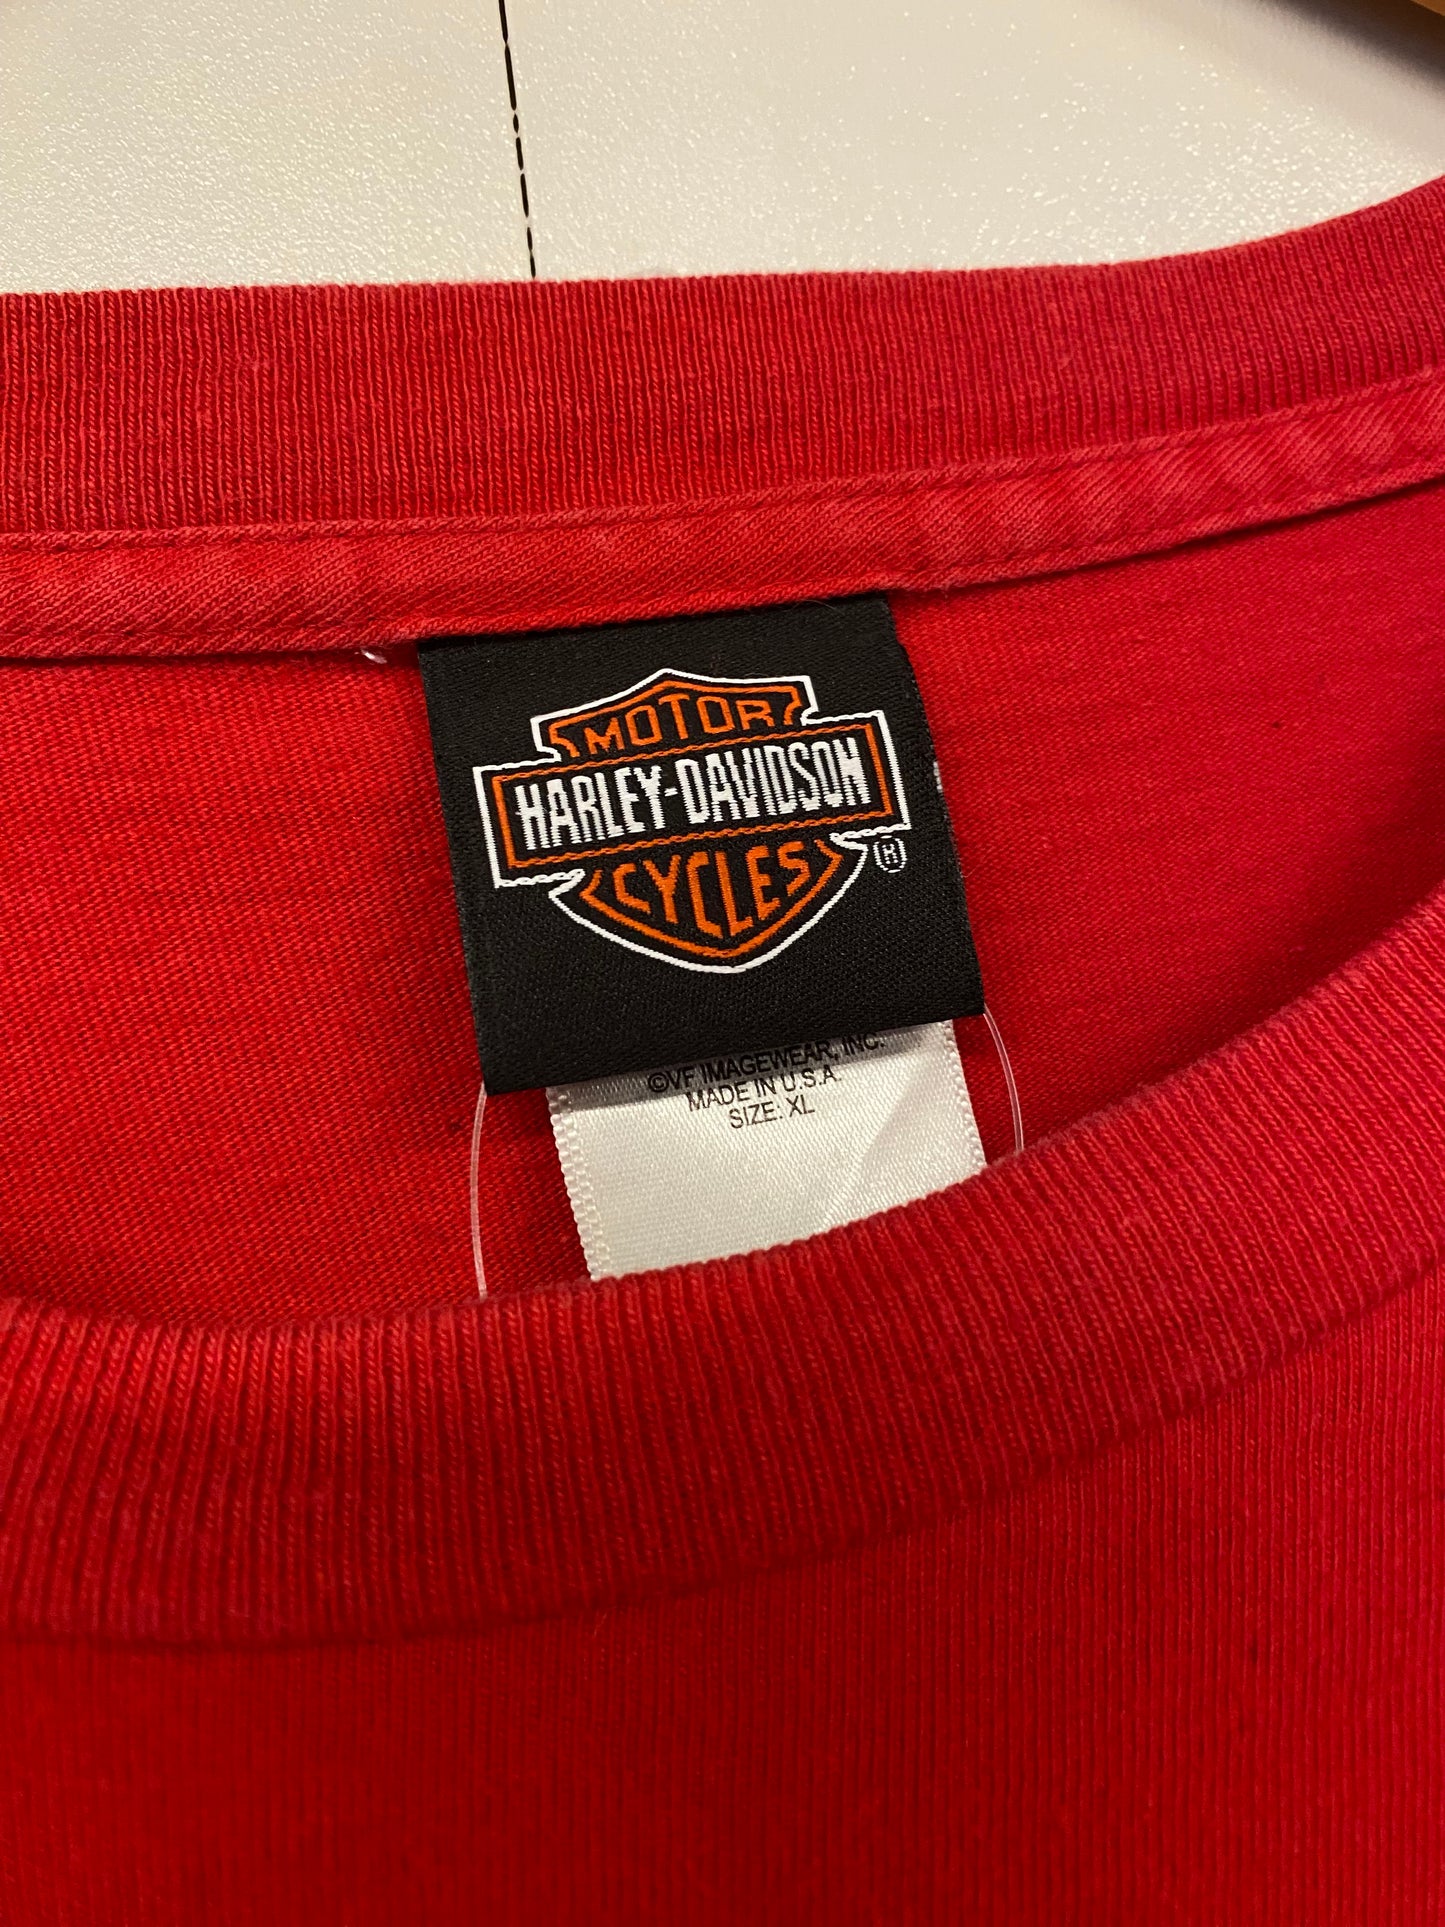 MOTOR
HARLEY-DAVIDSON
CYCLES
®
©VF IMAGEWEAR, INC.
MADE IN U.S.A.
SIZE: XL